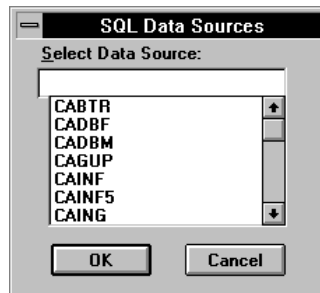 SQL Data Sources
Select Data Source:
CABTR
CADBF
CADBM
CAGUP
CAINF
CAINF5
CAING
OK
Cancel